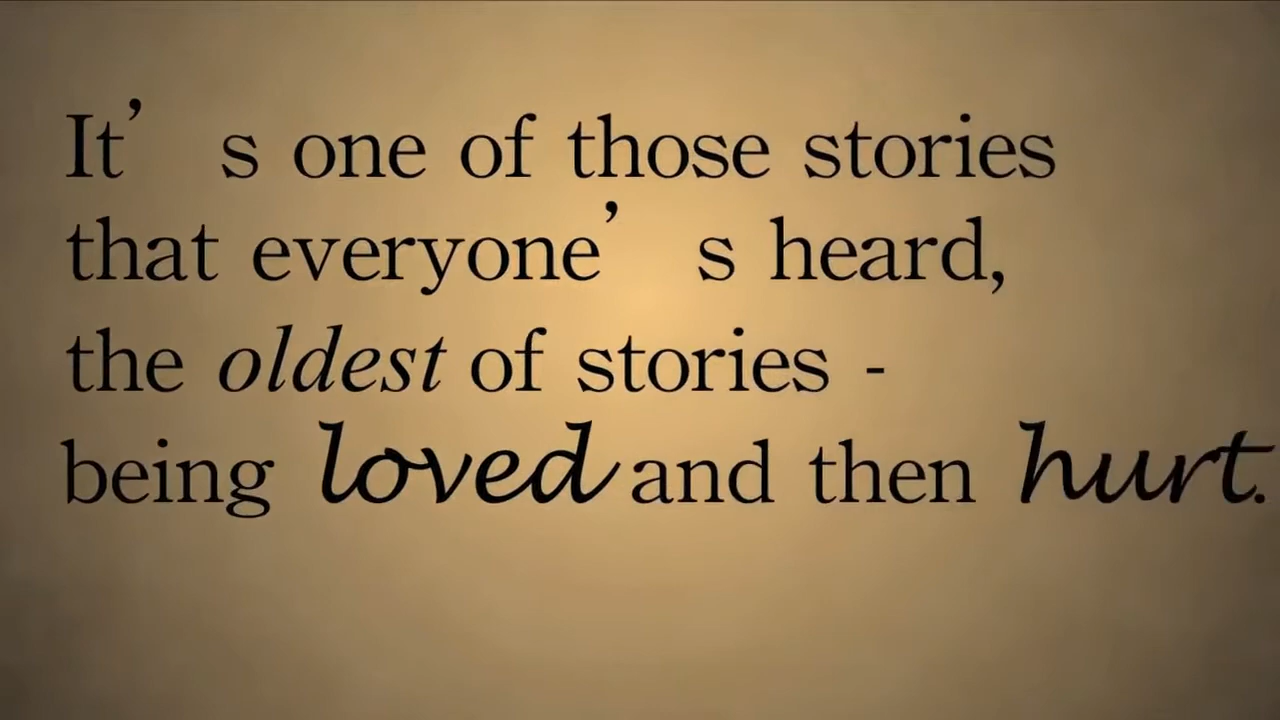 It’s one of those stories
that everyone’s heard,
the oldest of stories -
being loved and then hurt.